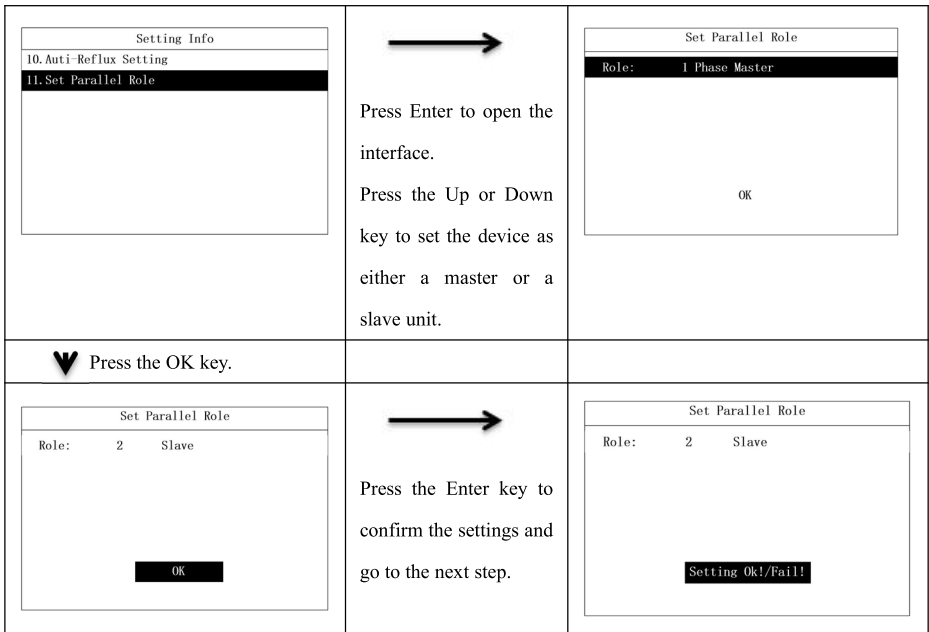 Setting Info
10.Auti-Reflux Setting
11.Set Parallel Role
Press Enter to open the
interface.
Press the Up or Down
key to set the device as
either a master or a
slave unit.
Set Parallel Role
Role: 1 Phase Master
OK
Press the OK key.
Set Parallel Role
Role: 2 Slave
OK
Press the Enter key to
confirm the settings and
go to the next step.
Set Parallel Role
Role: 2 Slave
Setting Ok!/Fail!